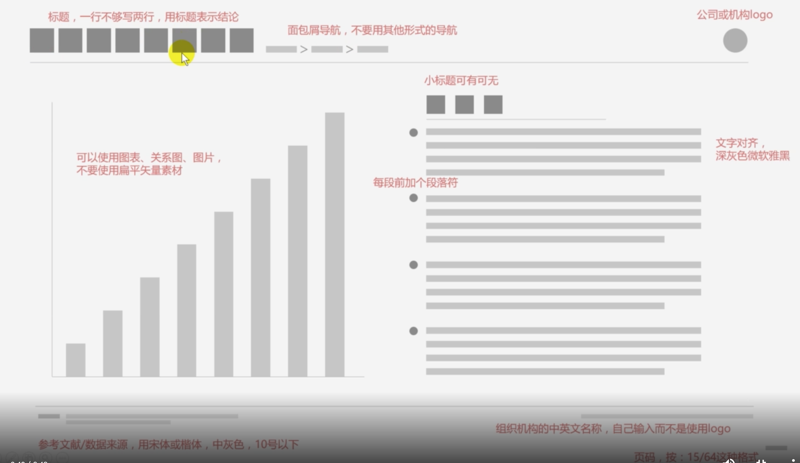 标题，一行不够写两行，用标题表示结论
公司或机构logo
面包屑导航，不要用其他形式的导航
> >
小标题可有可无
可以使用图表、关系图、图片，
不要使用扁平矢量素材
文字对齐，
深灰色微软雅黑
每段前加个段落符
组织机构的中英文名称，自己输入而不是使用logo
参考文献/数据来源，用宋体或楷体，中灰色，10号以下
页码，按：15/64这种格式